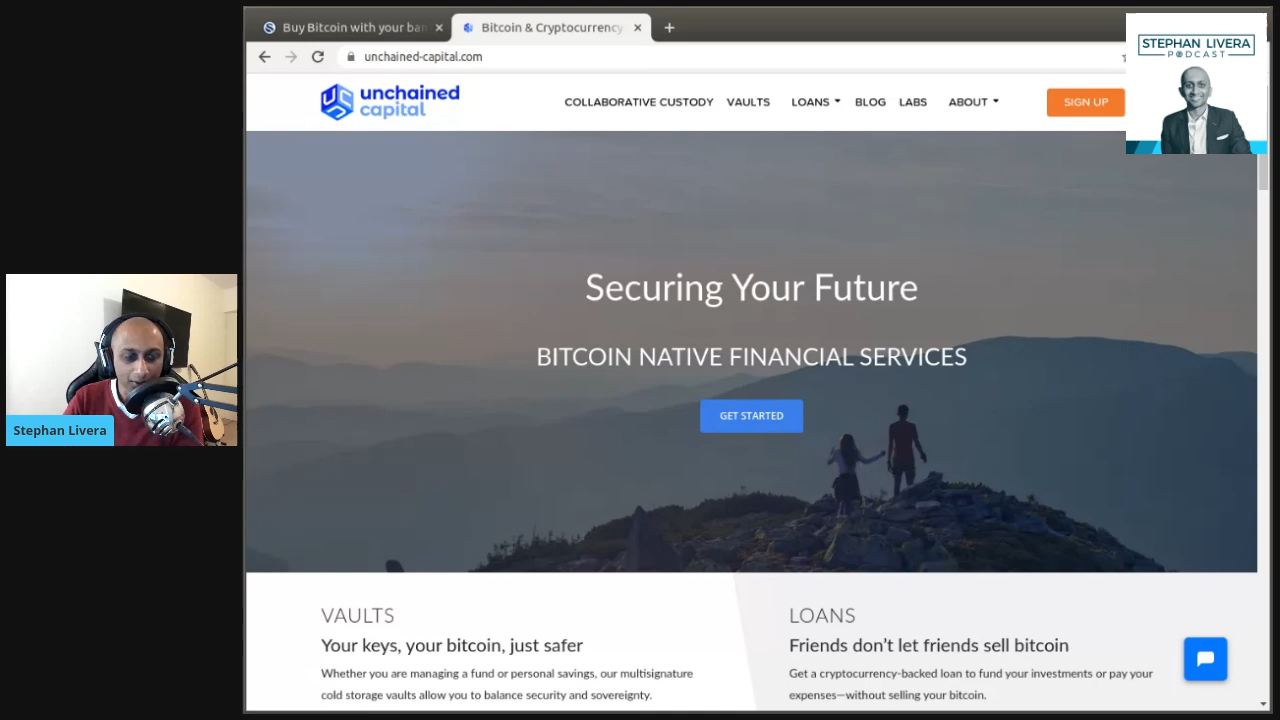 Buy Bitcoin with your ban
Bitcoin & Cryptocurrency
unchained-capital.com
STEPHAN LIVERA
PODCAST
unchained
capital
COLLABORATIVE CUSTODY
VAULTS
LOANS
BLOG
LABS
ABOUT
SIGN UP
Securing Your Future
BITCOIN NATIVE FINANCIAL SERVICES
GET STARTED
Stephan Livera
VAULTS
Your keys, your bitcoin, just safer
Whether you are managing a fund or personal savings, our multisignature
cold storage vaults allow you to balance security and sovereignty.
LOANS
Friends don’t let friends sell bitcoin
Get a cryptocurrency-backed loan to fund your investments or pay your
expenses—without selling your bitcoin.